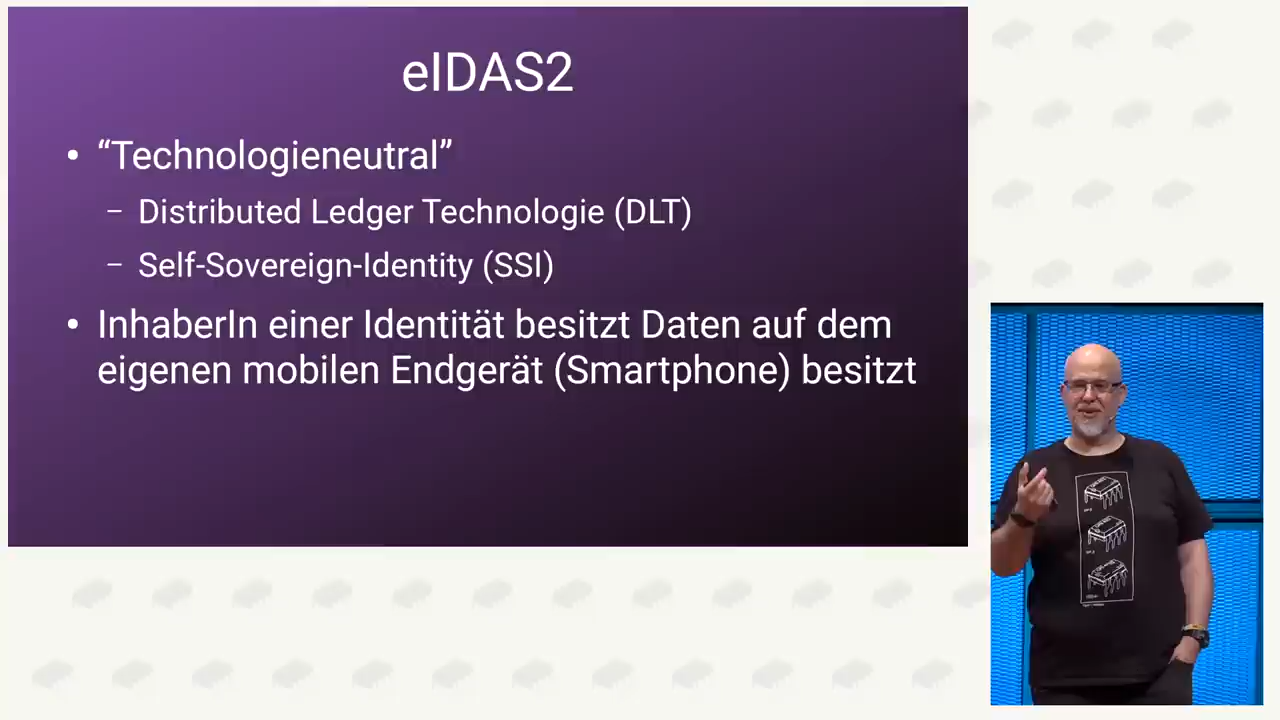 eIDAS2
• “Technologieneutral”
– Distributed Ledger Technologie (DLT)
– Self-Sovereign-Identity (SSI)
• InhaberIn einer Identität besitzt Daten auf dem
eigenen mobilen Endgerät (Smartphone) besitzt